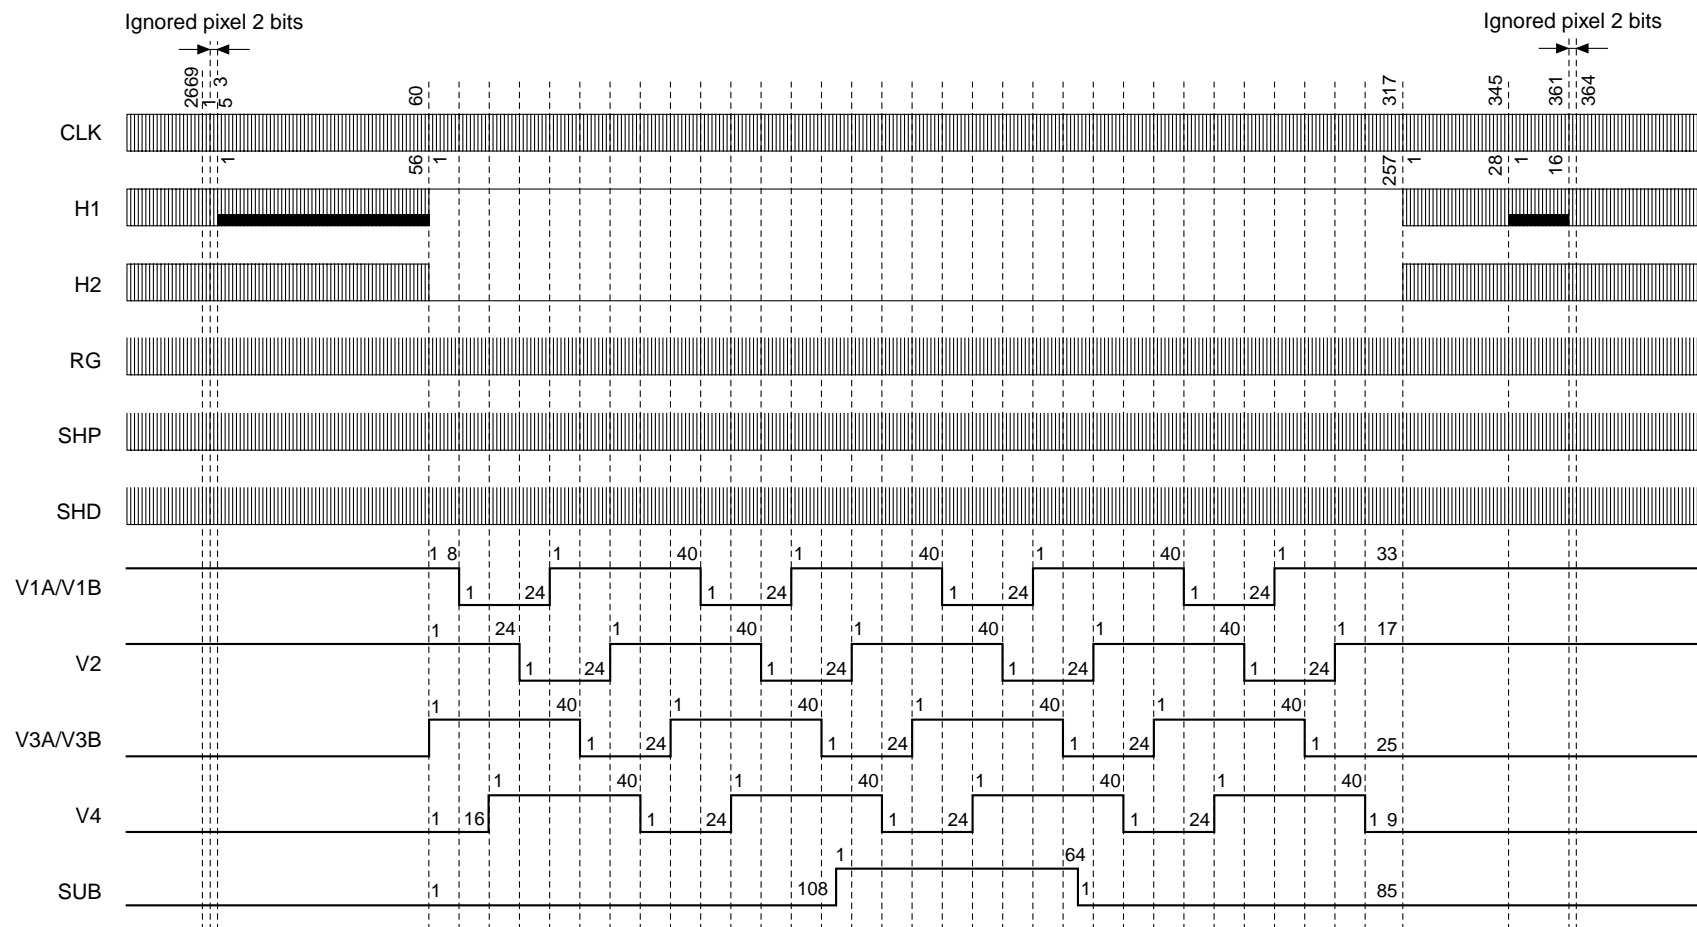 Ignored pixel 2 bits Ignored pixel 2 bits
2669 1 5 3 60 317 345 361 364
CLK
1 56 1 257 1 28 1 16
H1
H2
RG
SHP
SHD
1 8 1 40 1 40 1 40 1 33
V1A/V1B
1 24 1 24 1 24 1 24
1 24 1 40 1 40 1 40 1 17
V2
1 24 1 24 1 24 1 24
1 40 1 40 1 40 1 40
V3A/V3B
1 24 1 24 1 24 1 25
1 40 1 40 1 40 1 40
V4
1 16 1 24 1 24 1 24 1 9
1 64
SUB
1 108 1 85